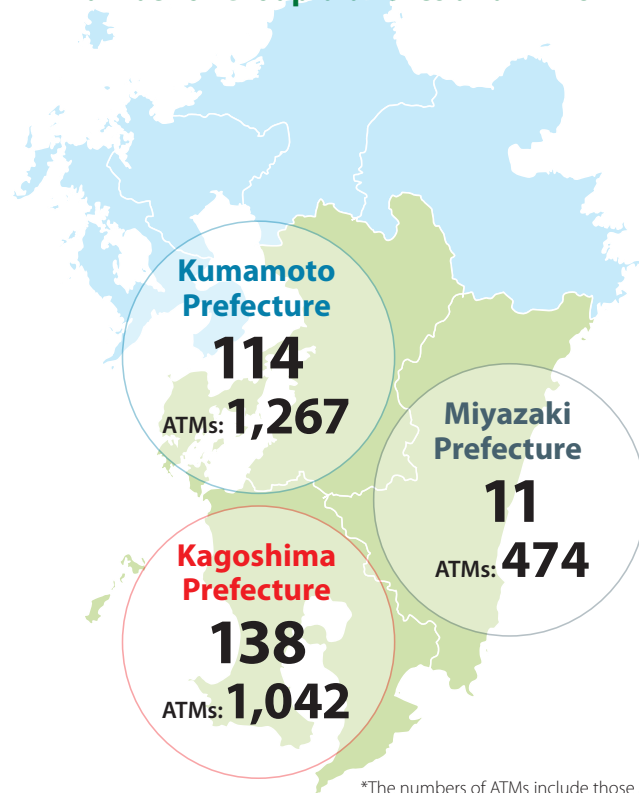 Kumamoto
Prefecture
114
ATMs: 1,267
Miyazaki
Prefecture
11
ATMs: 474
Kagoshima
Prefecture
138
ATMs: 1,042
*The numbers of ATMs include those